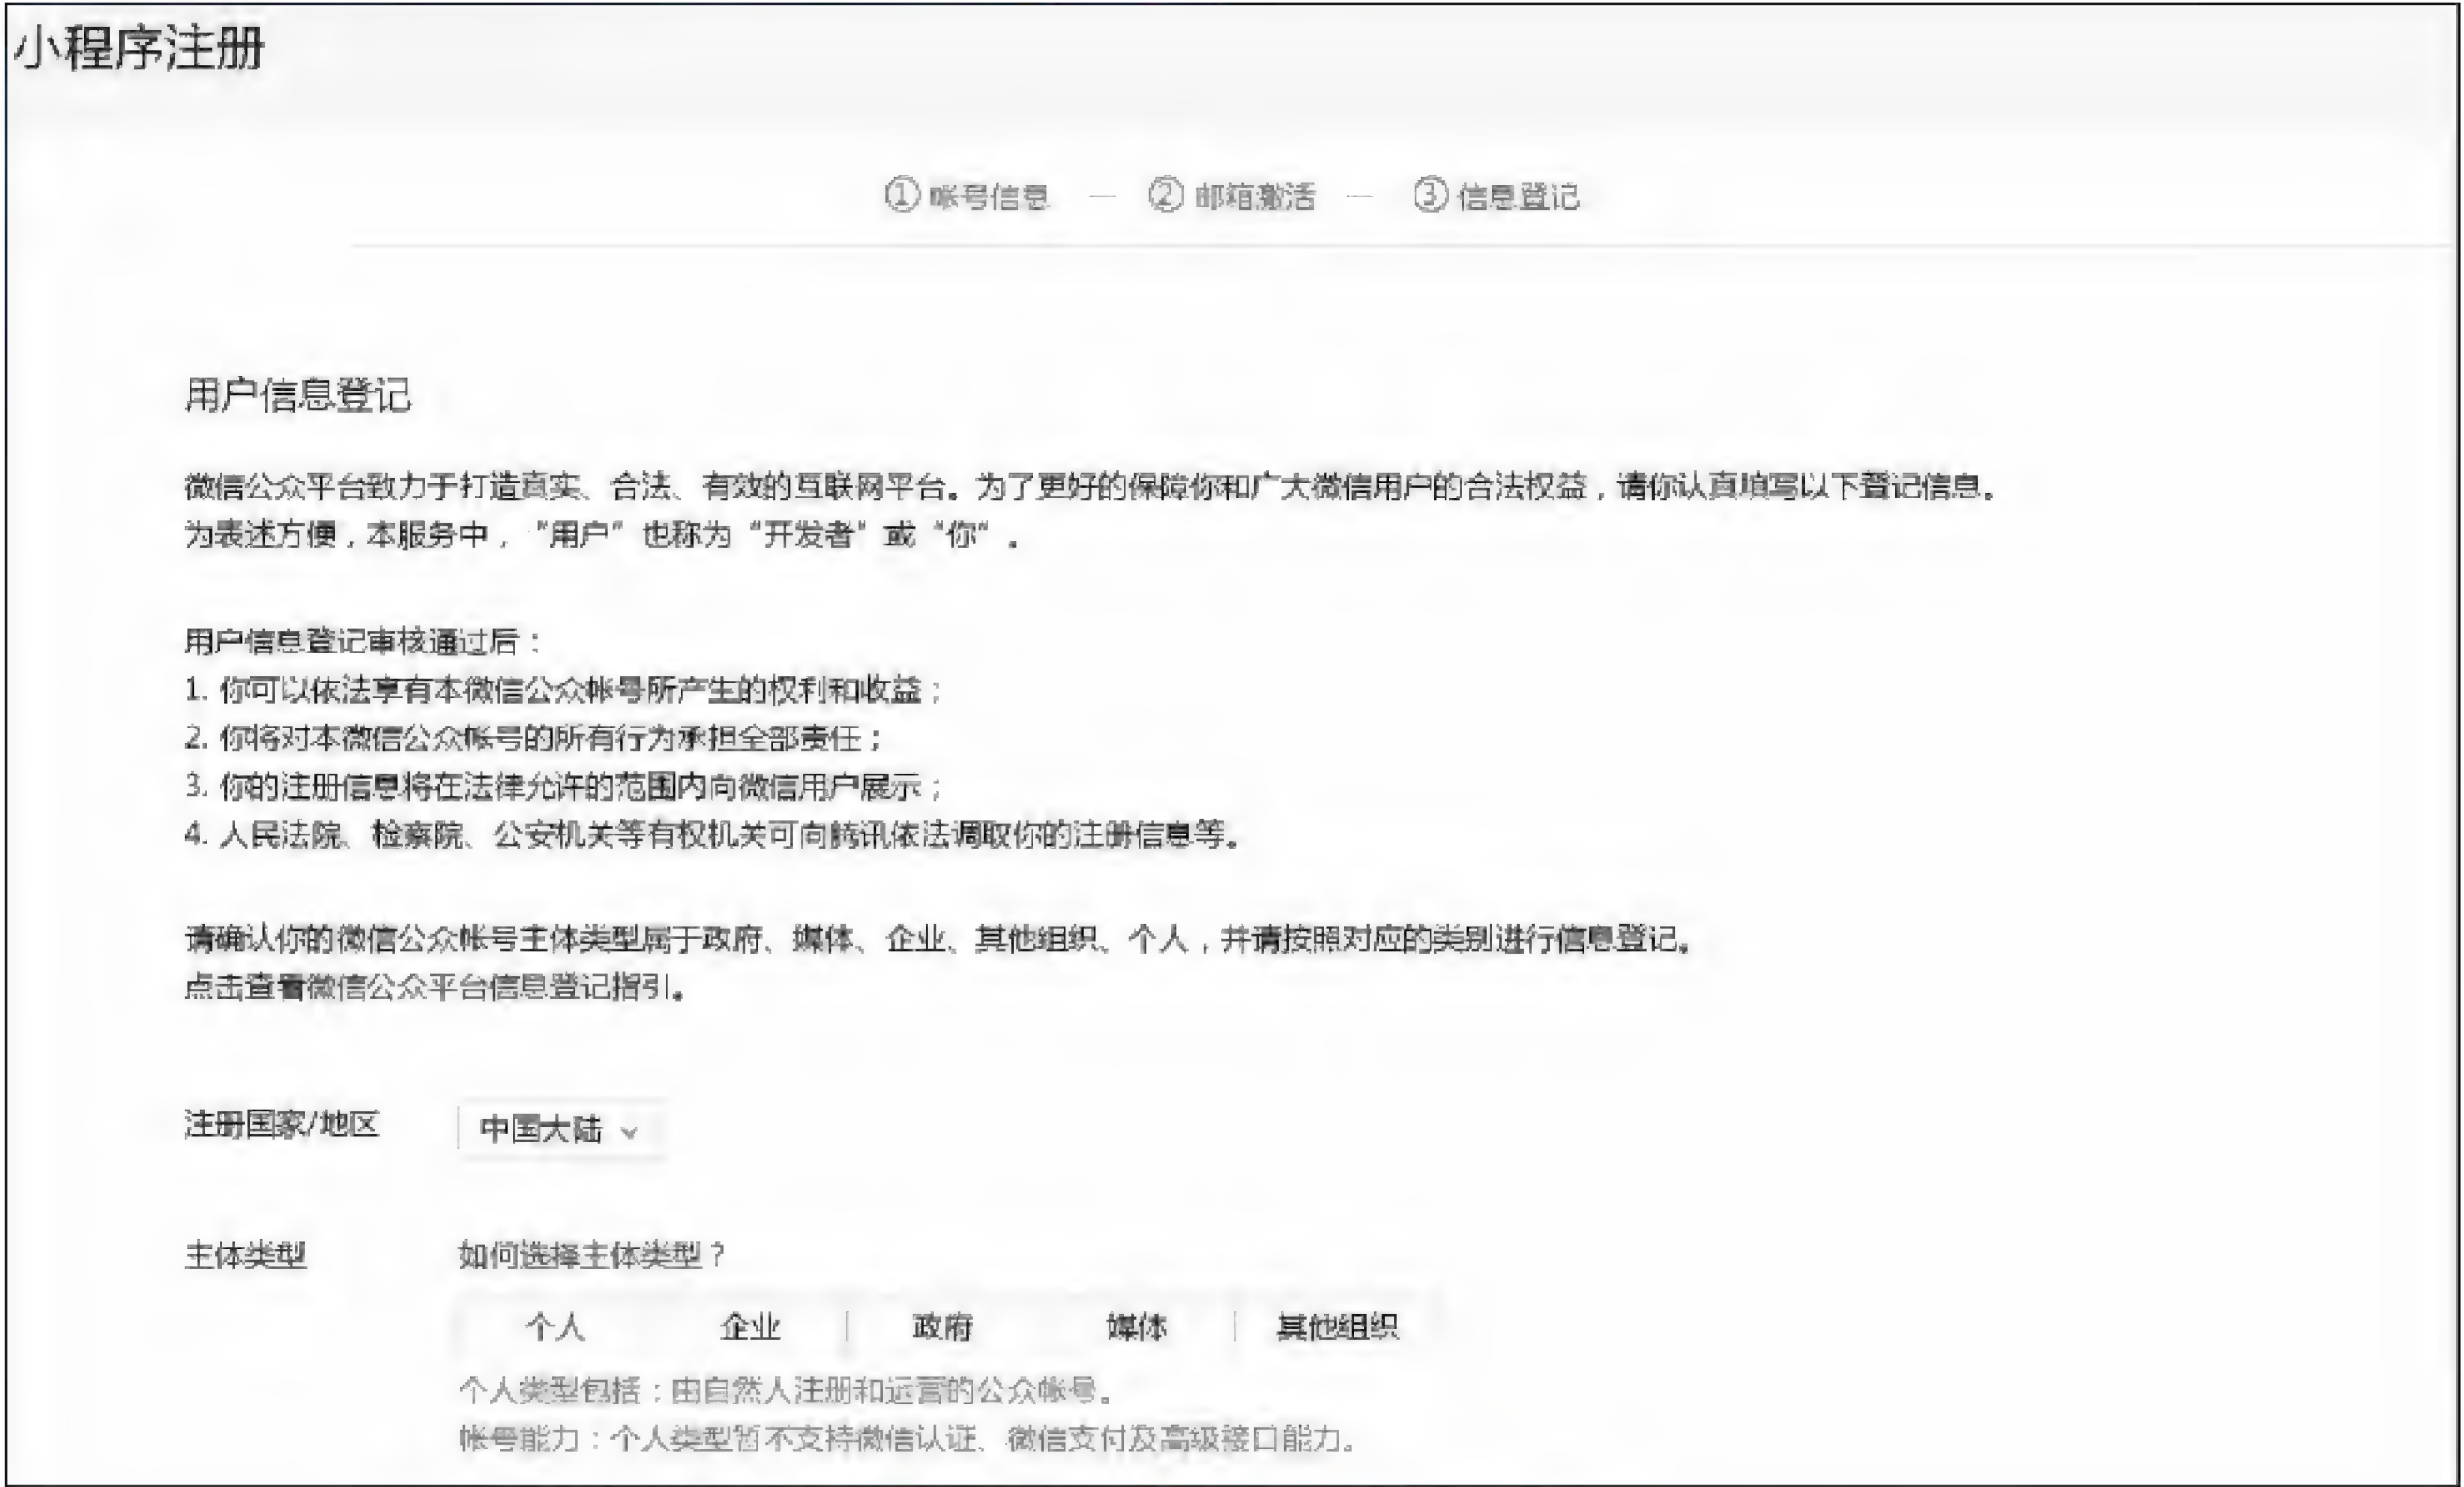 小程序注册
① 帐号信息 — ② 邮箱激活 — ③ 信息登记
用户信息登记
微信公众平台致力于打造真实、合法、有效的互联网平台。为了更好的保障你和广大微信用户的合法权益，请你认真填写以下登记信息。
为表述方便，本服务中，“用户”也称为“开发者”或“你”。
用户信息登记审核通过后：
1. 你可以依法享有本微信公众帐号所产生的权利和收益；
2. 你将对本微信公众帐号的所有行为承担全部责任；
3. 你的注册信息将在法律允许的范围内向微信用户展示；
4. 人民法院、检察院、公安机关等有权机关可向腾讯依法调取你的注册信息等。
请确认你的微信公众帐号主体类型属于政府、媒体、企业、其他组织、个人，并请按照对应的类别进行信息登记。
点击查看微信公众平台信息登记指引。
注册国家/地区 中国大陆
主体类型 如何选择主体类型？
个人 企业 政府 媒体 其他组织
个人类型包括：由自然人注册和运营的公众帐号。
帐号能力：个人类型暂不支持微信认证、微信支付及高级接口能力。